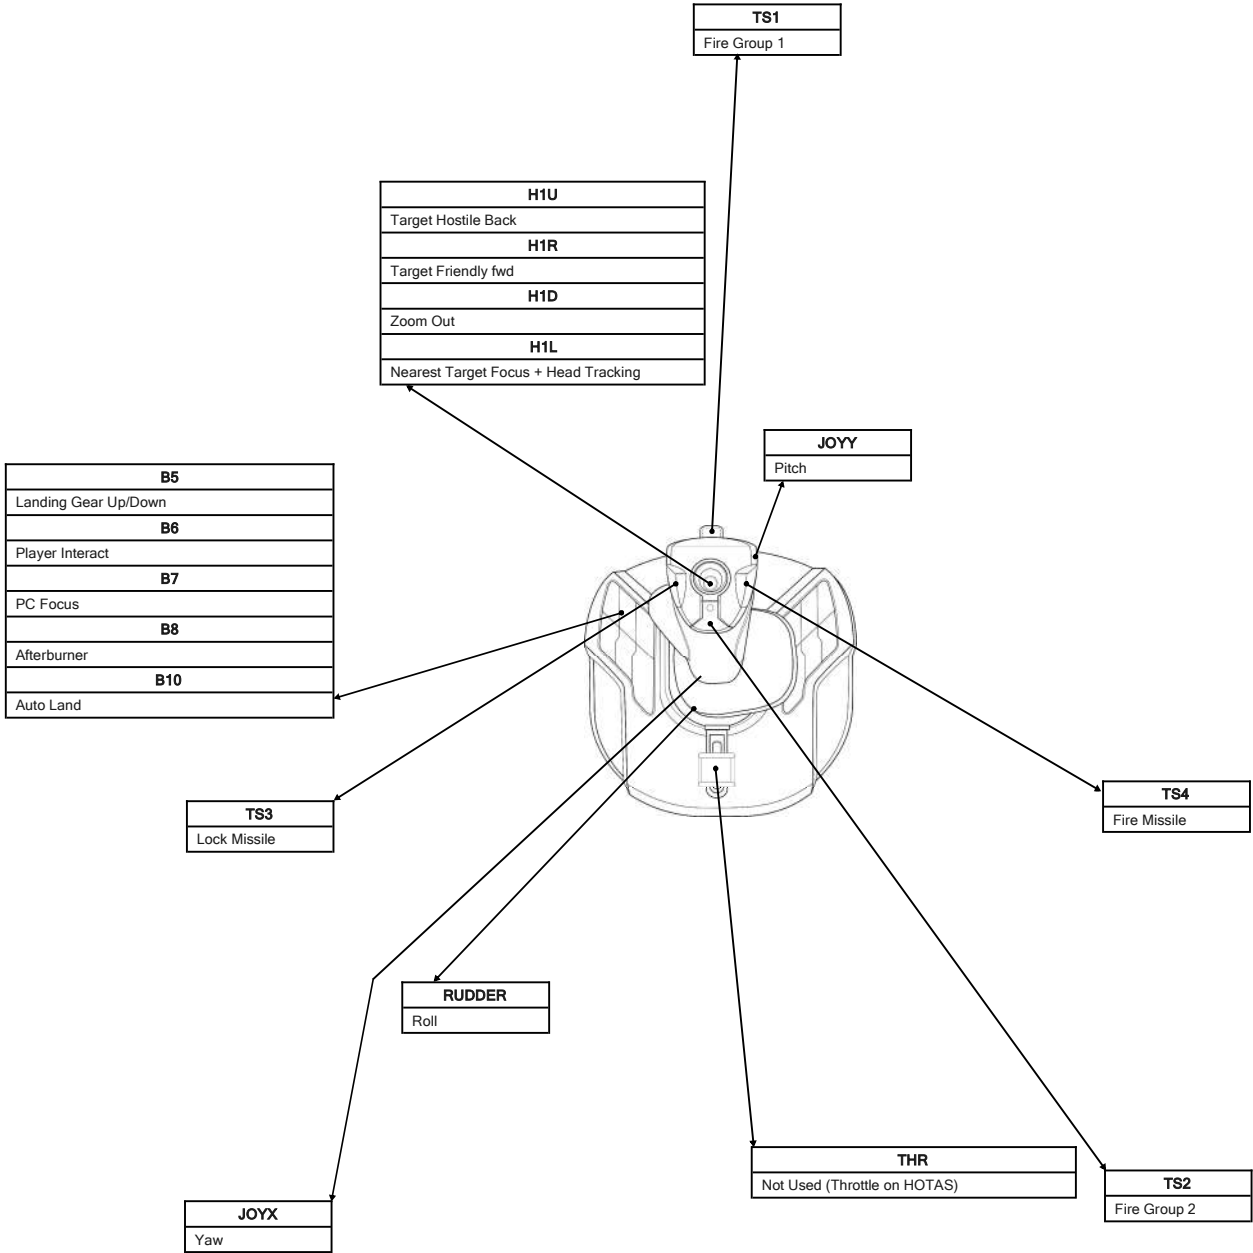 TS1
Fire Group 1
H1U
Target Hostile Back
H1R
Target Friendly fwd
H1D
Zoom Out
H1L
Nearest Target Focus + Head Tracking
JOYY
Pitch
B5
Landing Gear Up/Down
B6
Player Interact
B7
PC Focus
B8
Afterburner
B10
Auto Land
TS3
Lock Missile
TS4
Fire Missile
RUDDER
Roll
THR
Not Used (Throttle on HOTAS)
TS2
Fire Group 2
JOYX
Yaw